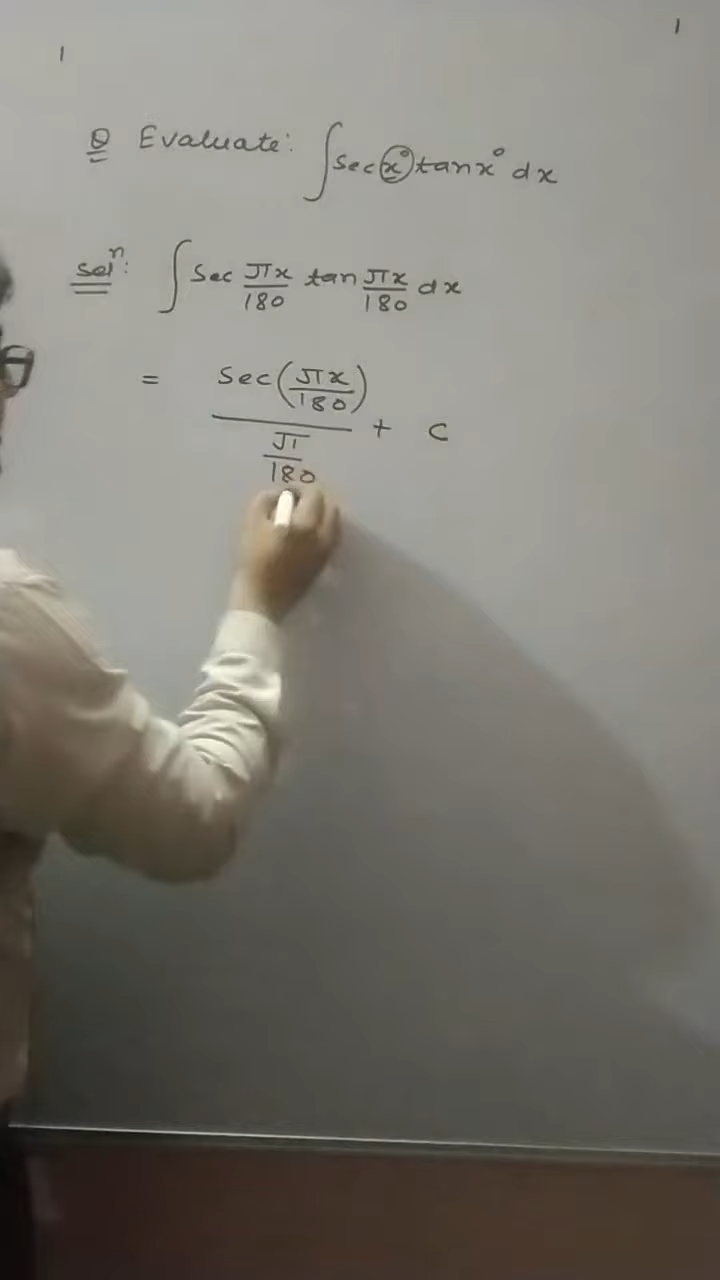 Q Evaluate: ∫ sec x° tan x° dx
Solⁿ: ∫ Sec πx/180 tan πx/180 dx
= Sec(πx/180) / (π/180) + C